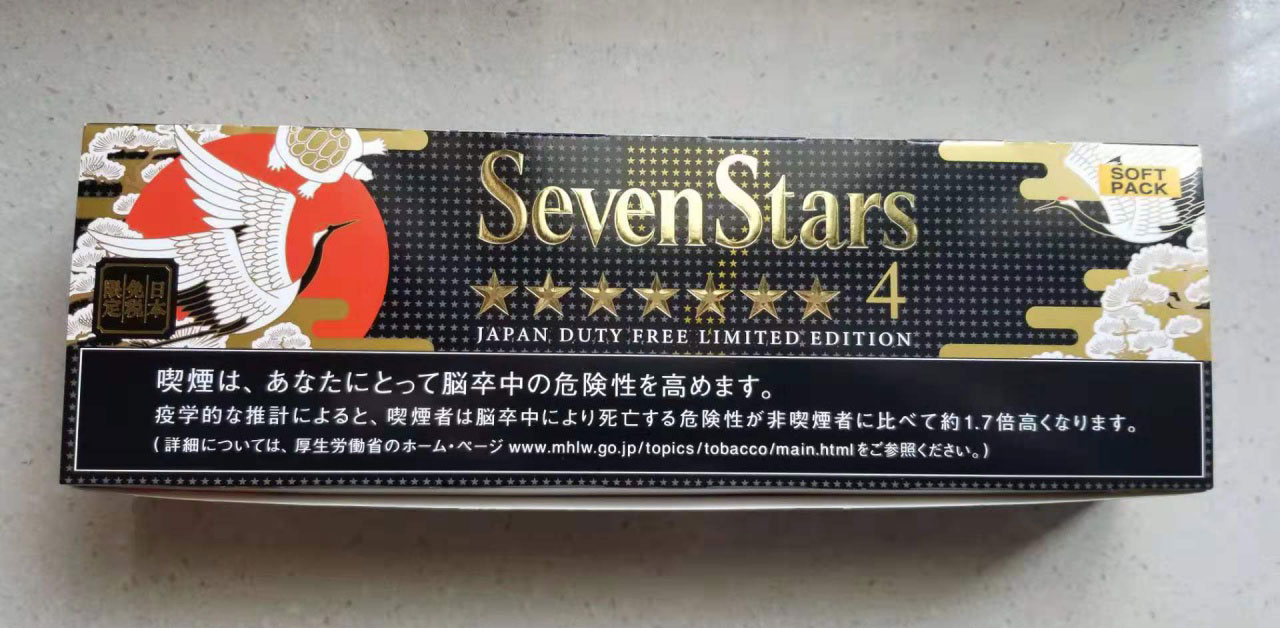 SevenStars
4
JAPAN DUTY FREE LIMITED EDITION
SOFT
PACK
日本
免税
限定
喫煙は、あなたにとって脳卒中の危険性を高めます。
疫学的な推計によると、喫煙者は脳卒中により死亡する危険性が非喫煙者に比べて約1.7倍高くなります。
(詳細については、厚生労働省のホーム・ページ www.mhlw.go.jp/topics/tobacco/main.htmlをご参照ください。)